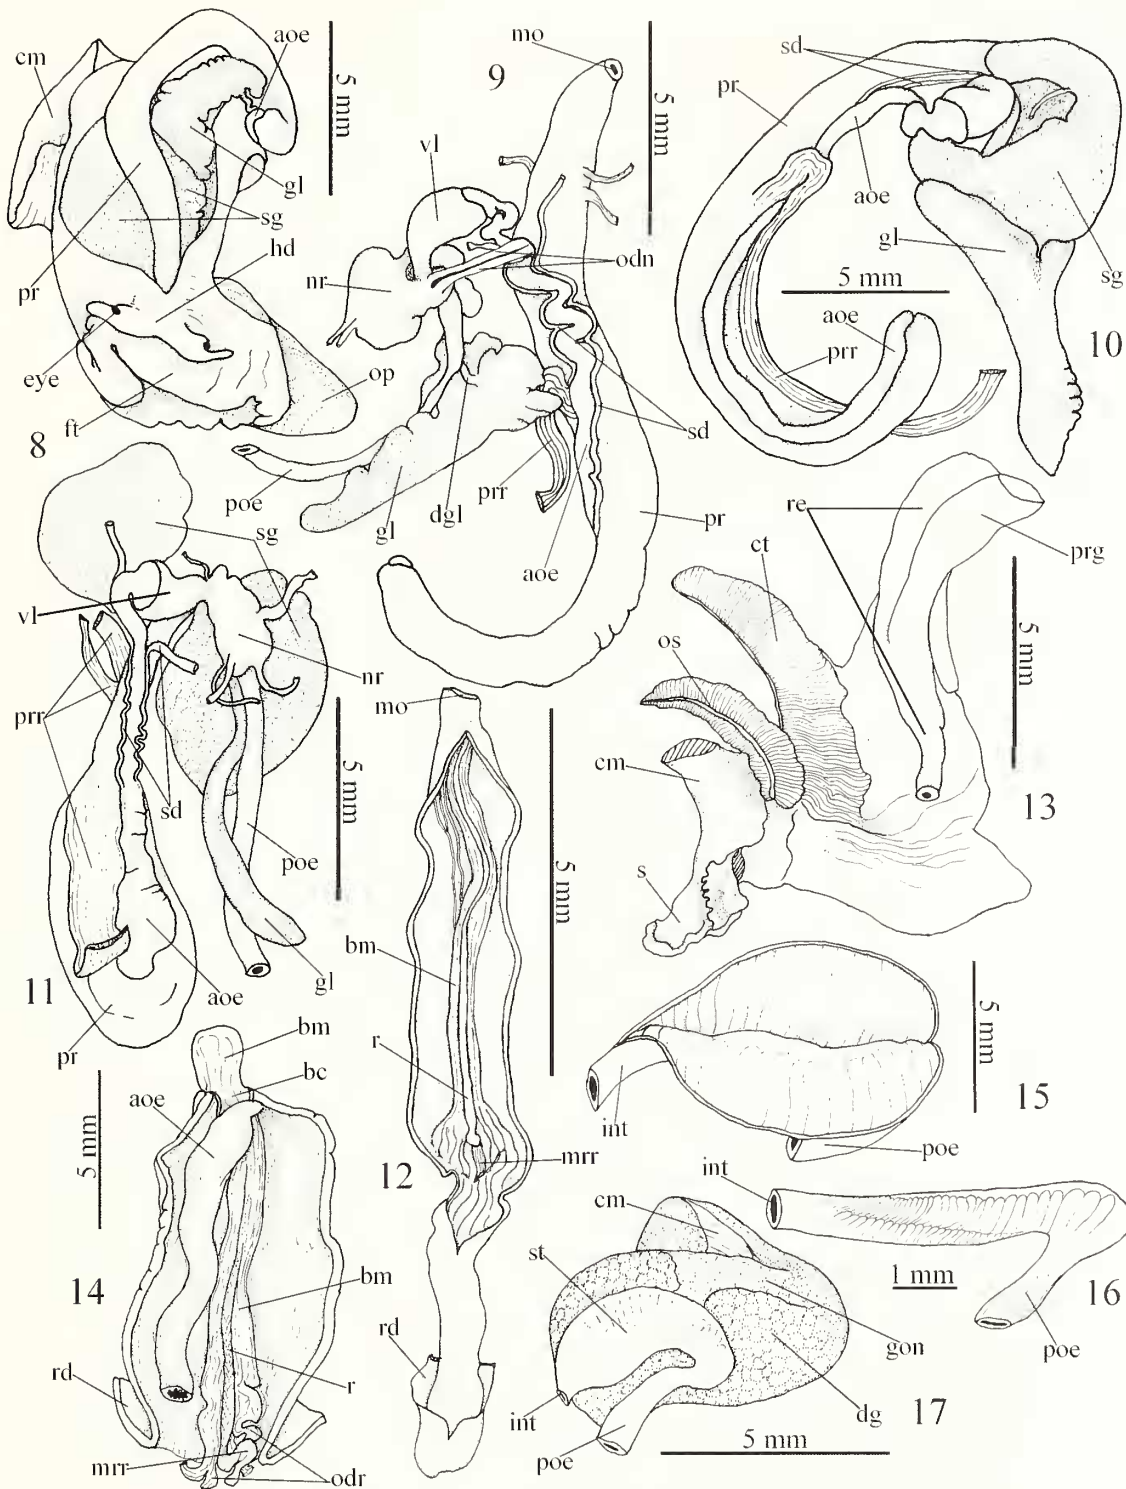 cm
aoe
5 mm
gl
sg
hd
pr
eye
ft
op
8
9
mo
5 mm
vl
odn
nr
sd
poe
gl
dgl
prr
aoe
pr
sd
pr
aoe
gl
sg
5 mm
aoe
prr
10
sg
vl
nr
prr
sd
5 mm
poe
aoe
gl
11
pr
mo
5 mm
bm
r
mrr
12
rd
re
prg
ct
os
5 mm
cm
13
s
bm
bc
aoe
5 mm
14
bm
rd
r
mrr
odr
5 mm
15
int
poe
int
1 mm
16
poe
cm
st
gon
int
dg
17
poe
5 mm